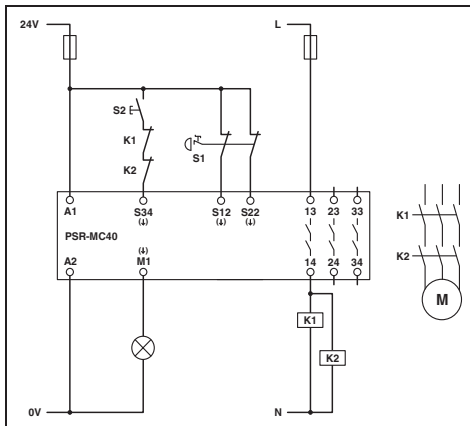 24V L
S2
K1
S1
K2
A1 S34 S12 S22 13 23 33
(↓) (↓) (↓)
PSR-MC40
(↓)
A2 M1 14 24 34
K1
K2
M
K1
K2
0V N